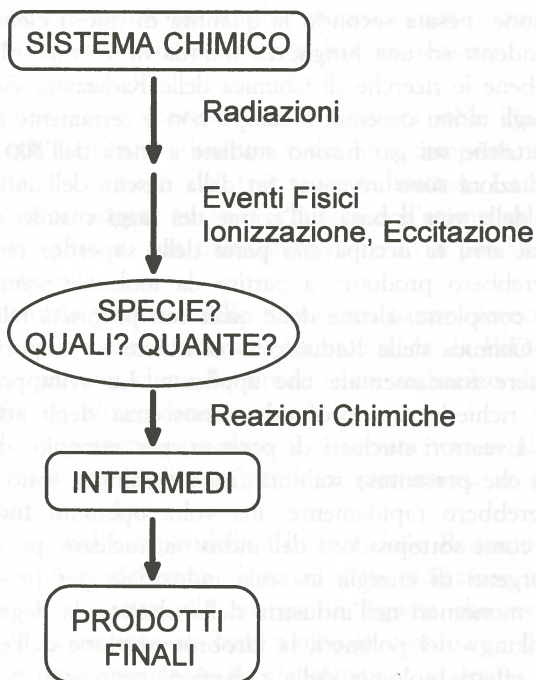 SISTEMA CHIMICO
Radiazioni
Eventi Fisici
Ionizzazione, Eccitazione
SPECIE?
QUALI? QUANTE?
Reazioni Chimiche
INTERMEDI
PRODOTTI
FINALI